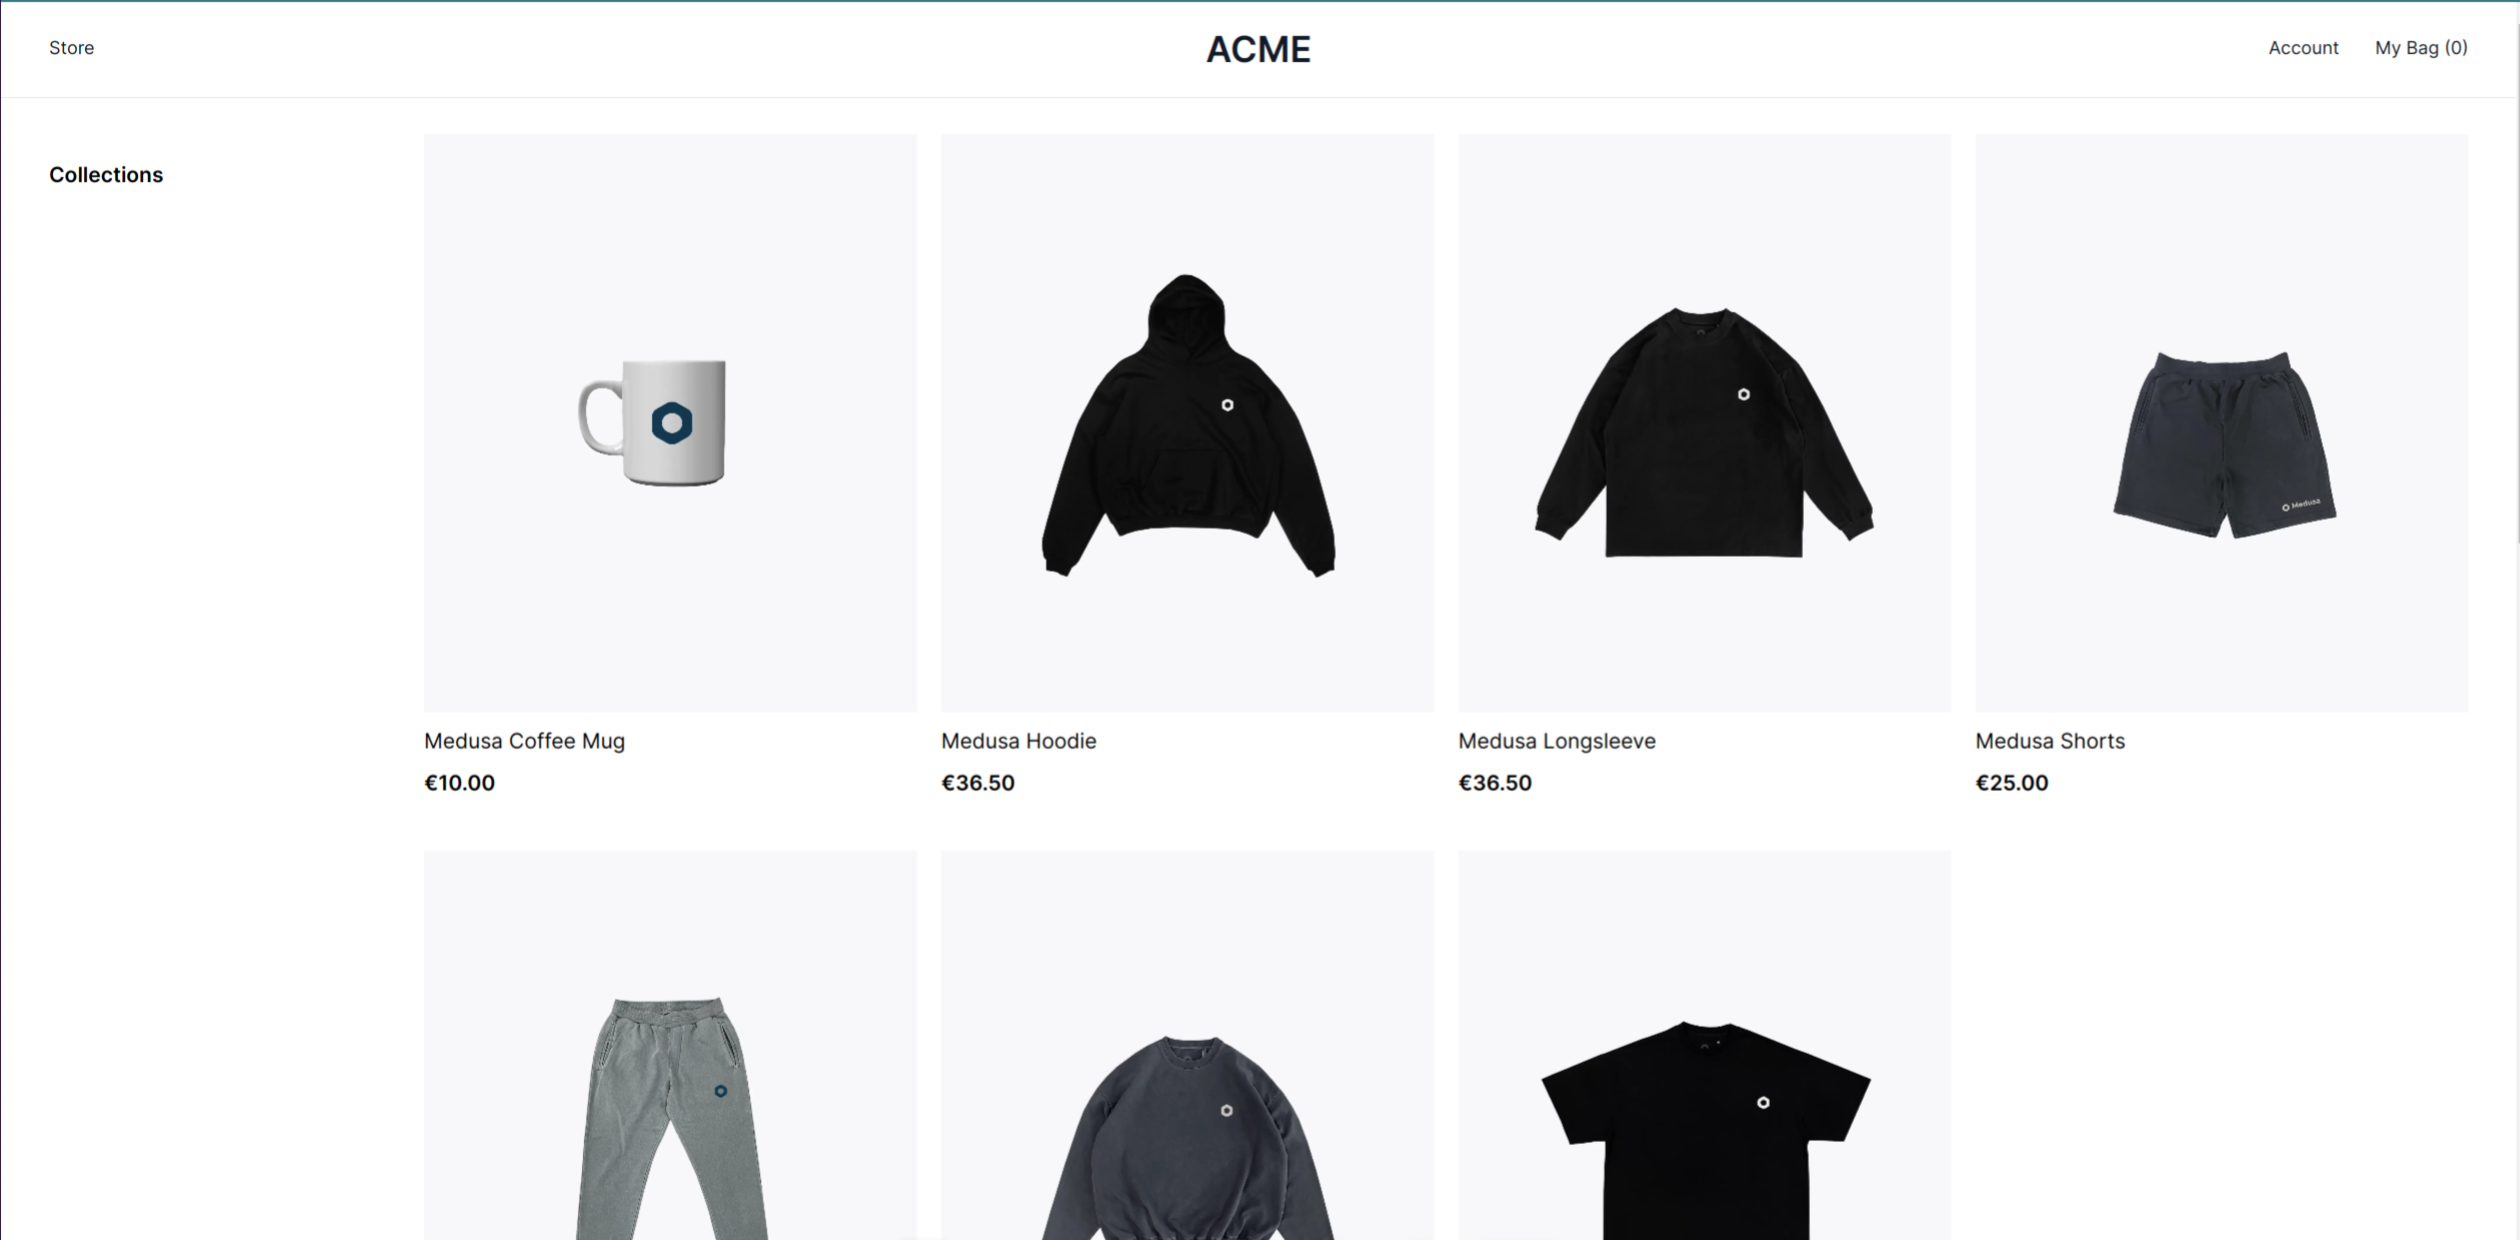 Store
ACME
Account
My Bag (0)
Collections
Medusa
Medusa Coffee Mug
Medusa Hoodie
Medusa Longsleeve
Medusa Shorts
€10.00
€36.50
€36.50
€25.00